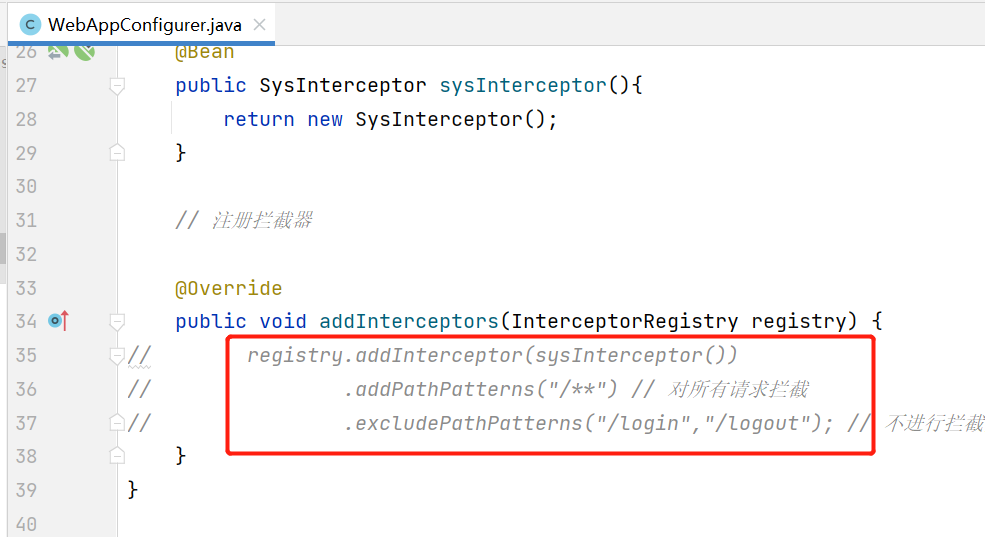 WebAppConfigurer.java
26 @Bean
27 public SysInterceptor sysInterceptor(){
28 return new SysInterceptor();
29 }
30
31 // 注册拦截器
32
33 @Override
34 public void addInterceptors(InterceptorRegistry registry) {
35 // registry.addInterceptor(sysInterceptor())
36 // .addPathPatterns("/**") // 对所有请求拦截
37 // .excludePathPatterns("/login","/logout"); // 不进行拦截
38 }
39 }
40